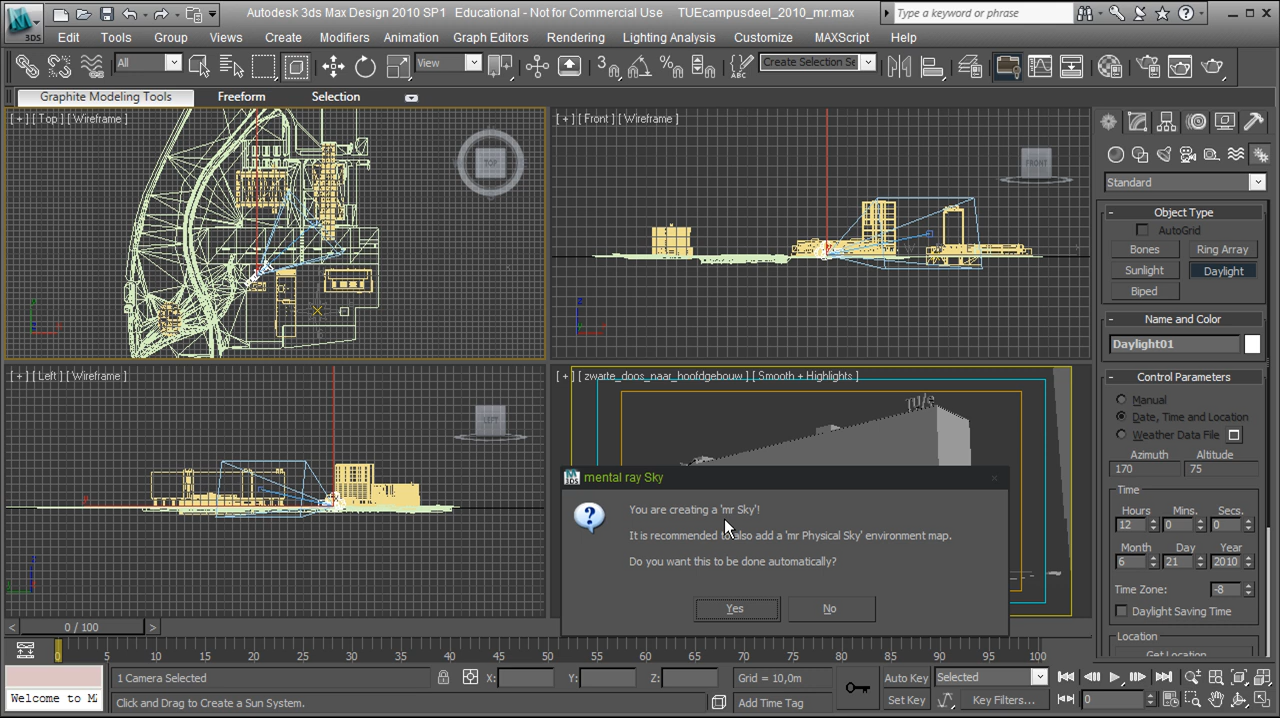 Autodesk 3ds Max Design 2010 SP1 Educational - Not for Commercial Use TUEcampusdeel_2010_mr.max
Type a keyword or phrase
3DS
Edit Tools Group Views Create Modifiers Animation Graph Editors Rendering Lighting Analysis Customize MAXScript Help
All View 3 Create Selection Se
Graphite Modeling Tools Freeform Selection
[ + ] [ Top ] [ Wireframe ]
TOP
[ + ] [ Front ] [ Wireframe ]
FRONT
[ + ] [ Left ] [ Wireframe ]
LEFT
[ + ] [ zwarte_doos_naar_hoofdgebouw ] [ Smooth + Highlights ]
TU/e
mental ray Sky
You are creating a 'mr Sky'!
It is recommended to also add a 'mr Physical Sky' environment map.
Do you want this to be done automatically?
Yes No
Standard
- Object Type
AutoGrid
Bones Ring Array
Sunlight Daylight
Biped
- Name and Color
Daylight01
- Control Parameters
Manual
Date, Time and Location
Weather Data File
Azimuth Altitude
170 75
Time
Hours Mins. Secs.
12 0 0
Month Day Year
6 21 2010
Time Zone: -8
Daylight Saving Time
Location
Get Location...
< 0 / 100 >
0 5 10 15 20 25 30 35 40 45 50 55 60 65 70 75 80 85 90 95 100
1 Camera Selected X: Y: Z: Grid = 10,0m Auto Key Selected
Welcome to MA Click and Drag to Create a Sun System. Add Time Tag Set Key Key Filters... 0